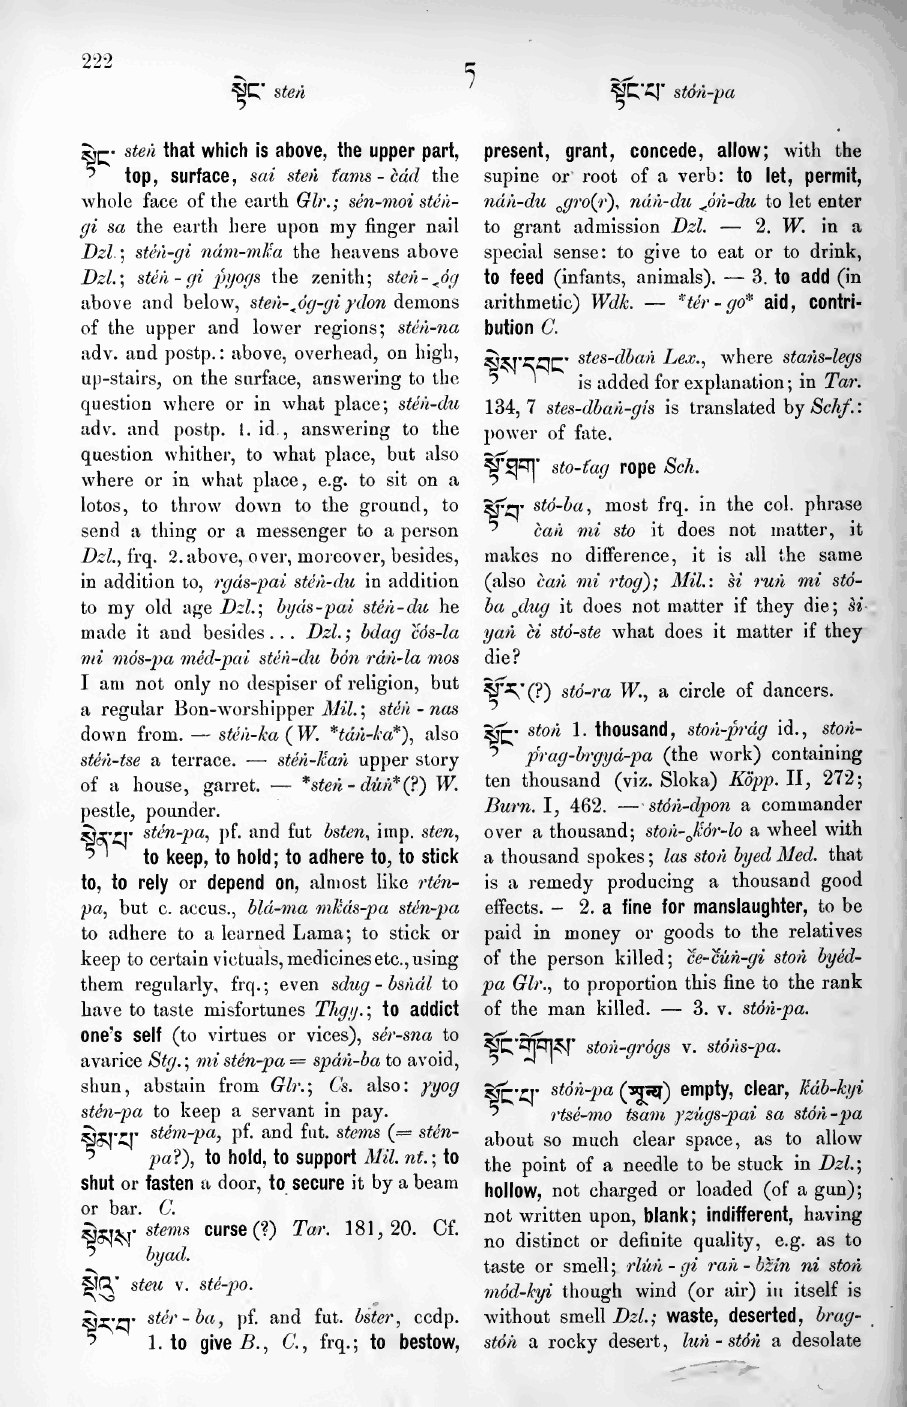 222
ཏ
སྟེང་ steṅ
སྟོང་པ་ stóṅ-pa
སྟེང་ steṅ that which is above, the upper part,
top, surface, sai steṅ t̔ams-c̀ád the
whole face of the earth Glr.; sén-moi stéṅ-
gi sa the earth here upon my finger nail
Dzl.; stéṅ-gi nám-mk̔a the heavens above
Dzl.; stéṅ-gi p̔yogs the zenith; steṅ-˛óg
above and below, steṅ-˛óg-gi ɣdon demons
of the upper and lower regions; stéṅ-na
adv. and postp.: above, overhead, on high,
up-stairs, on the surface, answering to the
question where or in what place; stéṅ-du
adv. and postp. 1. id., answering to the
question whither, to what place, but also
where or in what place, e.g. to sit on a
lotos, to throw down to the ground, to
send a thing or a messenger to a person
Dzl., frq. 2. above, over, moreover, besides,
in addition to, rgás-pai stéṅ-du in addition
to my old age Dzl.; byás-pai stéṅ-du he
made it and besides... Dzl.; bdag c̔ós-la
mi mós-pa méd-pai stéṅ-du bón ráṅ-la mos
I am not only no despiser of religion, but
a regular Bon-worshipper Mil.; stéṅ-nas
down from. — stéṅ-ka (W. *táṅ-ka*), also
stéṅ-tse a terrace. — stéṅ-k̔aṅ upper story
of a house, garret. — *steṅ-dúṅ*(?) W.
pestle, pounder.
སྟེན་པ་ stén-pa, pf. and fut bsten, imp. sten,
to keep, to hold; to adhere to, to stick
to, to rely or depend on, almost like rtén-
pa, but c. accus., blá-ma mk̔ás-pa stén-pa
to adhere to a learned Lama; to stick or
keep to certain victuals, medicines etc., using
them regularly, frq.; even sdug-bsṅál to
have to taste misfortunes Thgy.; to addict
one's self (to virtues or vices), sér-sna to
avarice Stg.; mi stén-pa = spáṅ-ba to avoid,
shun, abstain from Glr.; Cs. also: ɣyog
stén-pa to keep a servant in pay.
སྟེམ་པ་ stém-pa, pf. and fut. stems (= stén-
pa?), to hold, to support Mil. nt.; to
shut or fasten a door, to secure it by a beam
or bar. C.
སྟེམས་ stems curse (?) Tar. 181, 20. Cf.
byad.
སྟེའུ་ steu v. sté-po.
སྟེར་བ་ stér-ba, pf. and fut. bster, ccdp.
1. to give B., C., frq.; to bestow,
present, grant, concede, allow; with the
supine or root of a verb: to let, permit,
náṅ-du ₒgro(r), náṅ-du ˛óṅ-du to let enter
to grant admission Dzl. — 2. W. in a
special sense: to give to eat or to drink,
to feed (infants, animals). — 3. to add (in
arithmetic) Wdk. — *tér-go* aid, contri-
bution C.
སྟེས་དབང་ stes-dbaṅ Lex., where staṅs-legs
is added for explanation; in Tar.
134, 7 stes-dbaṅ-gis is translated by Schf.:
power of fate.
སྟོ་ཐག་ sto-t̔ag rope Sch.
སྟོ་བ་ stó-ba, most frq. in the col. phrase
c̀aṅ mi sto it does not matter, it
makes no difference, it is all the same
(also c̀aṅ mi rtog); Mil.: s̀i ruṅ mi stó-
ba ₒdug it does not matter if they die; s̀i-
yaṅ c̀i stó-ste what does it matter if they
die?
སྟོ་ར་(?) stó-ra W., a circle of dancers.
སྟོང་ stoṅ 1. thousand, stoṅ-p̔rág id., stoṅ-
p̔rag-brgyá-pa (the work) containing
ten thousand (viz. Sloka) Köpp. II, 272;
Burn. I, 462. — stóṅ-dpon a commander
over a thousand; stoṅ-ₒk̔ór-lo a wheel with
a thousand spokes; las stoṅ byed Med. that
is a remedy producing a thousand good
effects. — 2. a fine for manslaughter, to be
paid in money or goods to the relatives
of the person killed; c̔e-c̔úṅ-gi stoṅ byéd-
pa Glr., to proportion this fine to the rank
of the man killed. — 3. v. stóṅ-pa.
སྟོང་གྲོགས་ stoṅ-grógs v. stóṅs-pa.
སྟོང་པ་ stóṅ-pa (शून्य) empty, clear, k̔áb-kyi
rtsé-mo tsam ɣzúgs-pai sa stóṅ-pa
about so much clear space, as to allow
the point of a needle to be stuck in Dzl.;
hollow, not charged or loaded (of a gun);
not written upon, blank; indifferent, having
no distinct or definite quality, e.g. as to
taste or smell; rlúṅ-gi raṅ-bz̀in ni stoṅ
mód-kyi though wind (or air) in itself is
without smell Dzl.; waste, deserted, brag-
stóṅ a rocky desert, luṅ-stóṅ a desolate